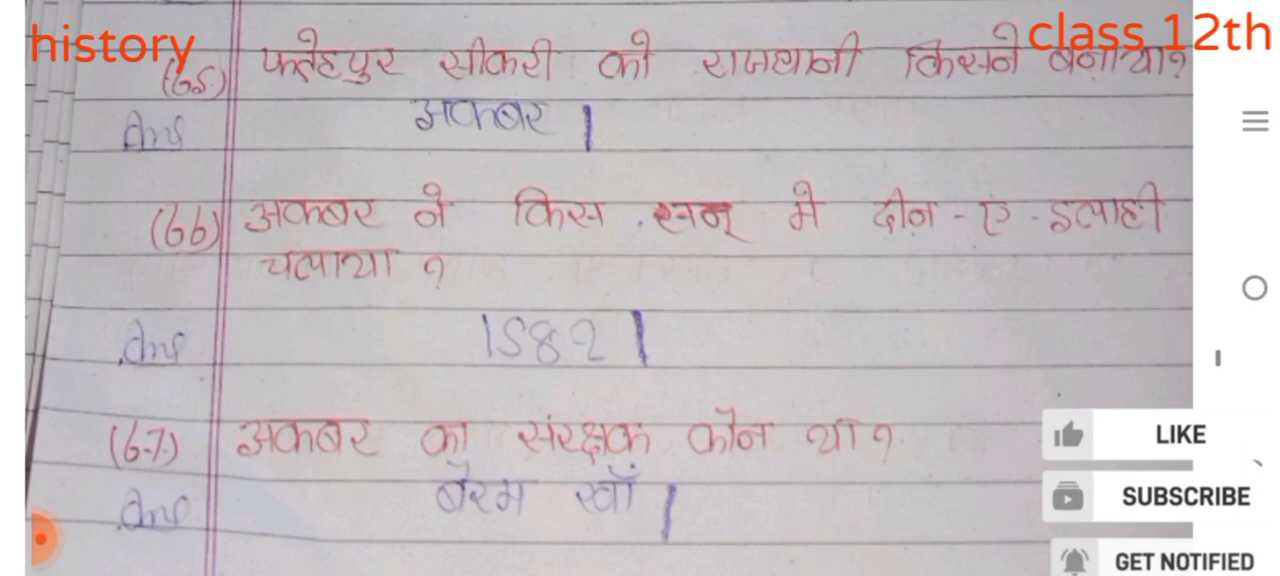 history
class 12th
(65) फतेहपुर सीकरी को राजधानी किसने बनाया?
Ans अकबर |
(66) अकबर ने किस सन् मे दीन-ए-इलाही
चलाया ?
Ans 1582 |
(67) अकबर का संरक्षक कौन था ?
Ans बैरम खाँ |
LIKE
SUBSCRIBE
GET NOTIFIED